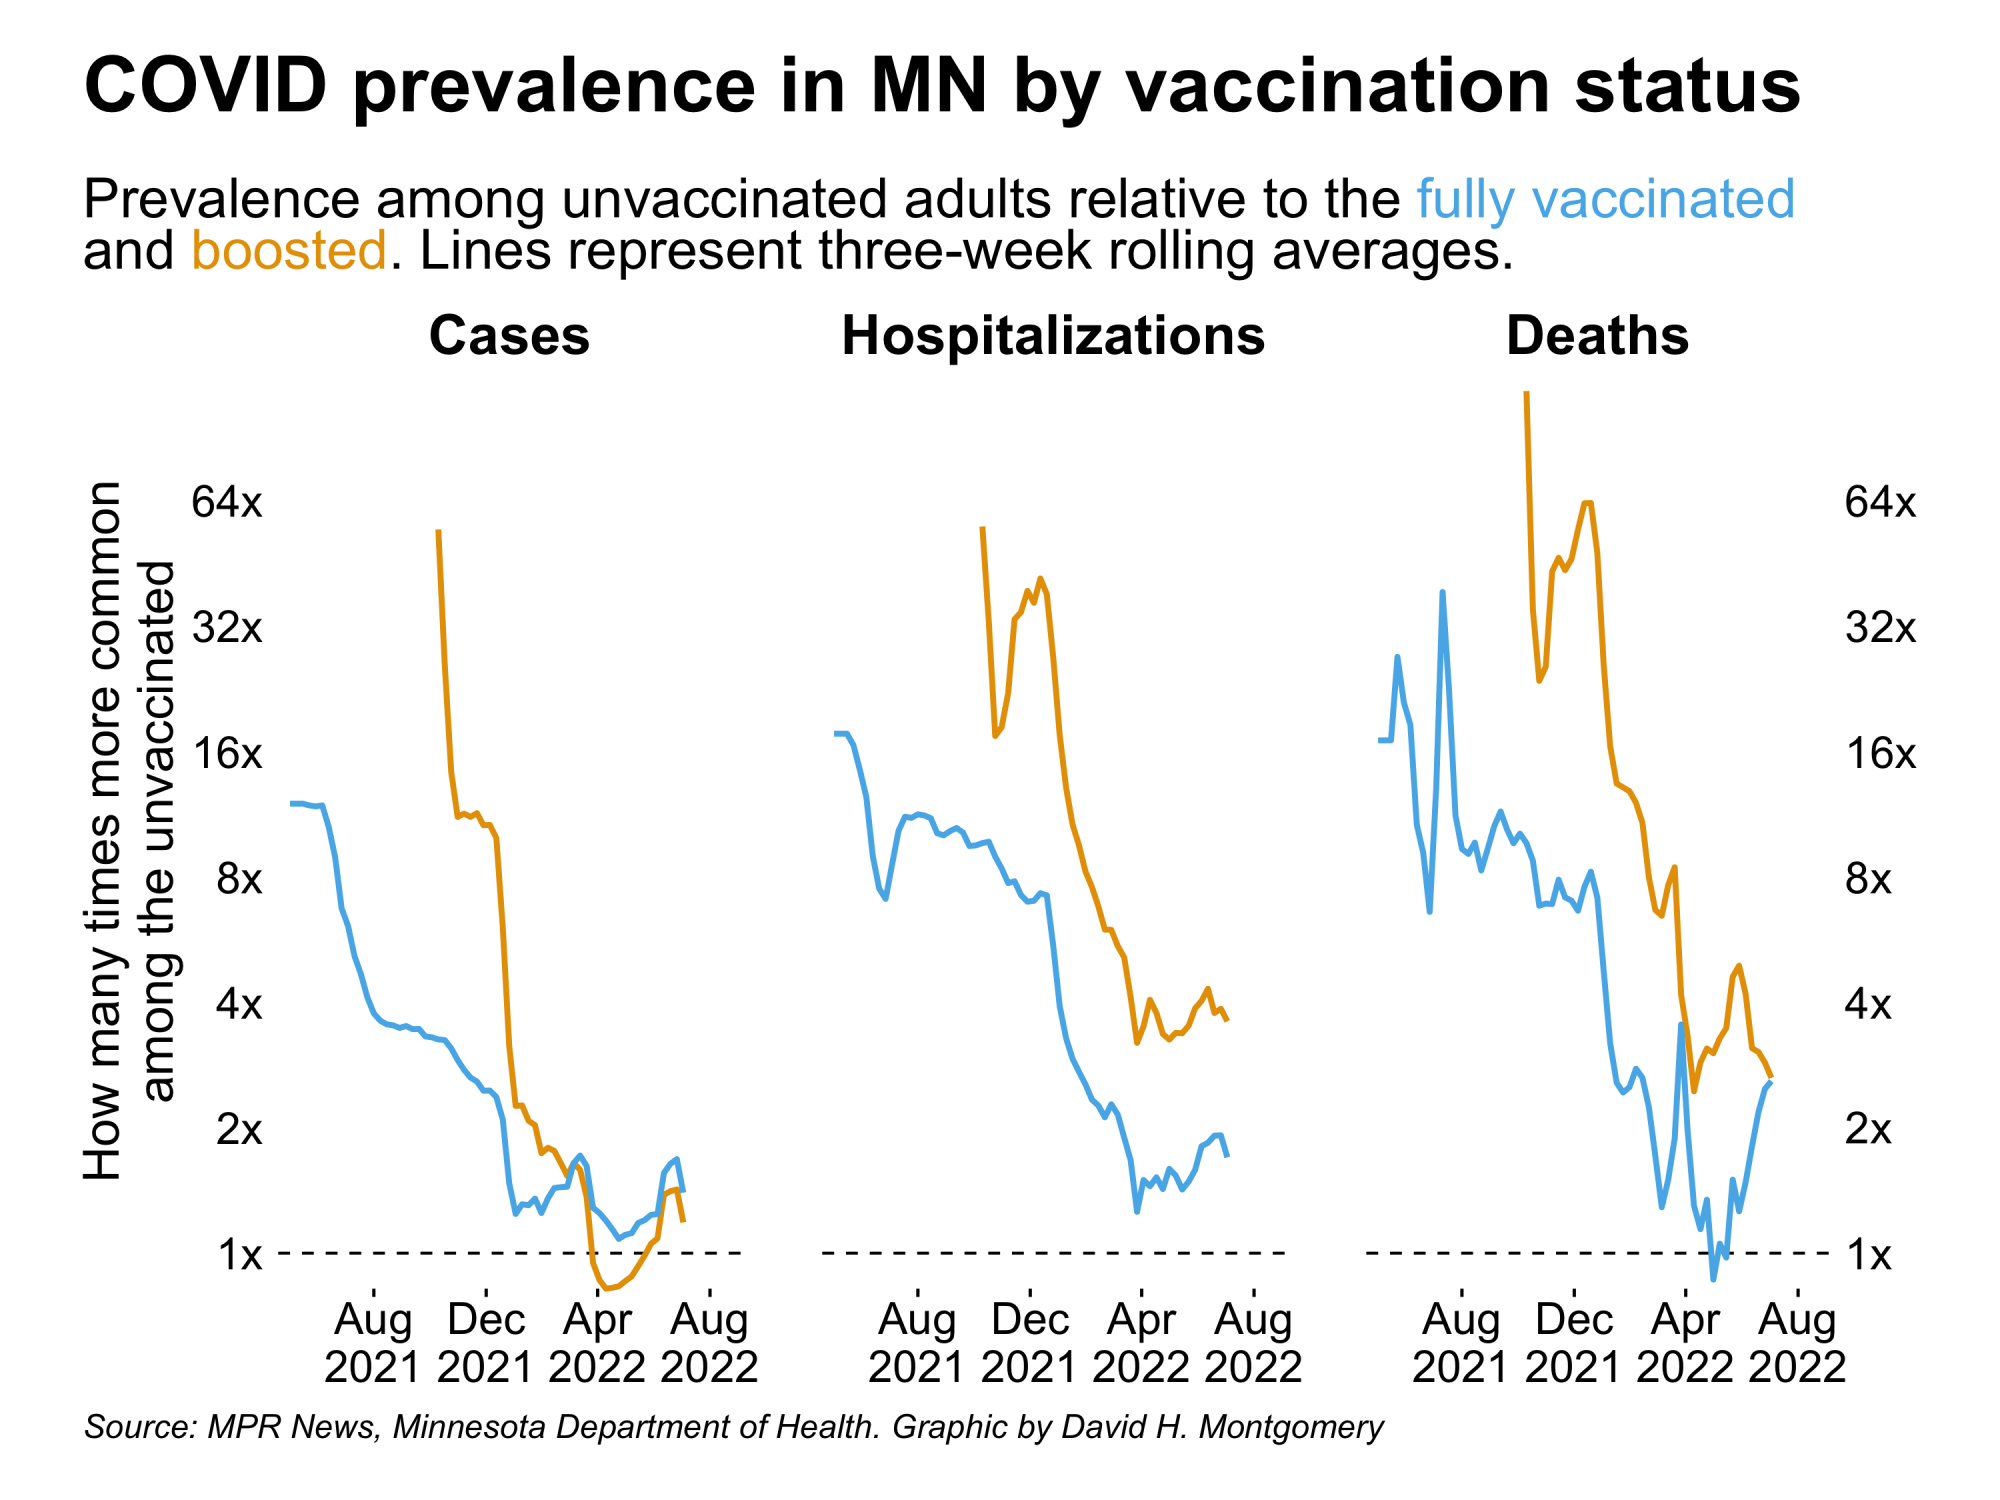 COVID prevalence in MN by vaccination status
Prevalence among unvaccinated adults relative to the fully vaccinated
and boosted. Lines represent three-week rolling averages.
Cases
Hospitalizations
Deaths
How many times more common
among the unvaccinated
64x
32x
16x
8x
4x
2x
1x
64x
32x
16x
8x
4x
2x
1x
Aug
2021
Dec
2021
Apr
2022
Aug
2022
Aug
2021
Dec
2021
Apr
2022
Aug
2022
Aug
2021
Dec
2021
Apr
2022
Aug
2022
Source: MPR News, Minnesota Department of Health. Graphic by David H. Montgomery